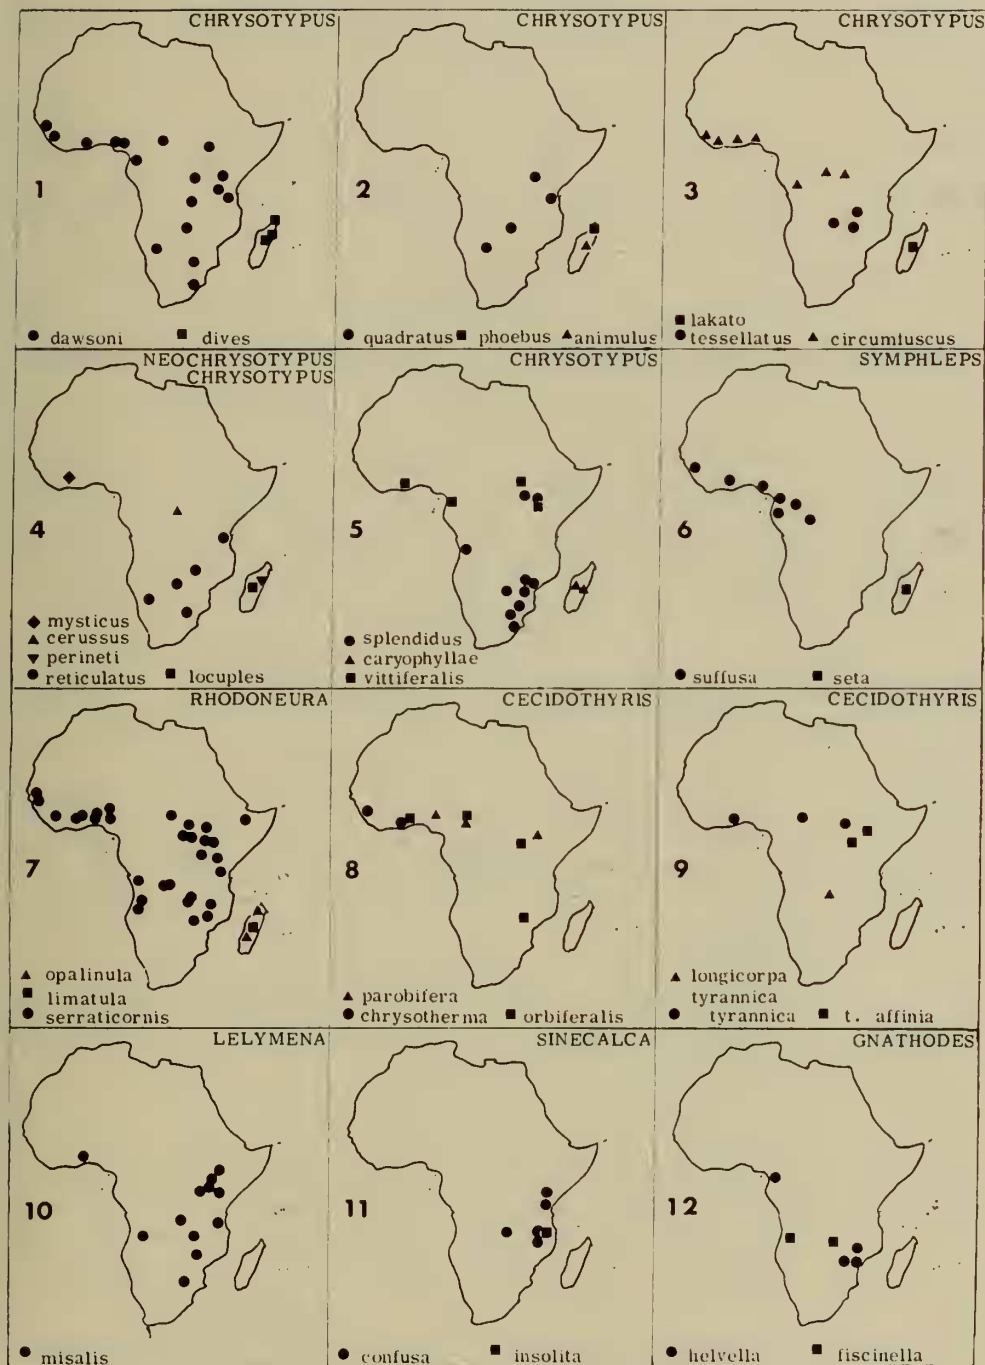 CHRYSOTYPUS
1
dawsoni dives
CHRYSOTYPUS
2
quadratus phoebus animulus
CHRYSOTYPUS
3
lakato
tessellatus circumfuscus
NEOCHRYSOTYPUS
CHRYSOTYPUS
4
mysticus
cerussus
perineti
reticulatus locuples
CHRYSOTYPUS
5
splendidus
caryophyllae
vittiferalis
SYMPHLEPS
6
suffusa seta
RHODONEURA
7
opalinula
limatula
serraticornis
CECIDOTHYRIS
8
parobifera
chrysotherma orbiferalis
CECIDOTHYRIS
9
longicorpa
tyrannica
tyrannica t. affinia
LELYMENA
10
misalis
SINECALCA
11
confusa insolita
GNATHODES
12
helvella fiscinella